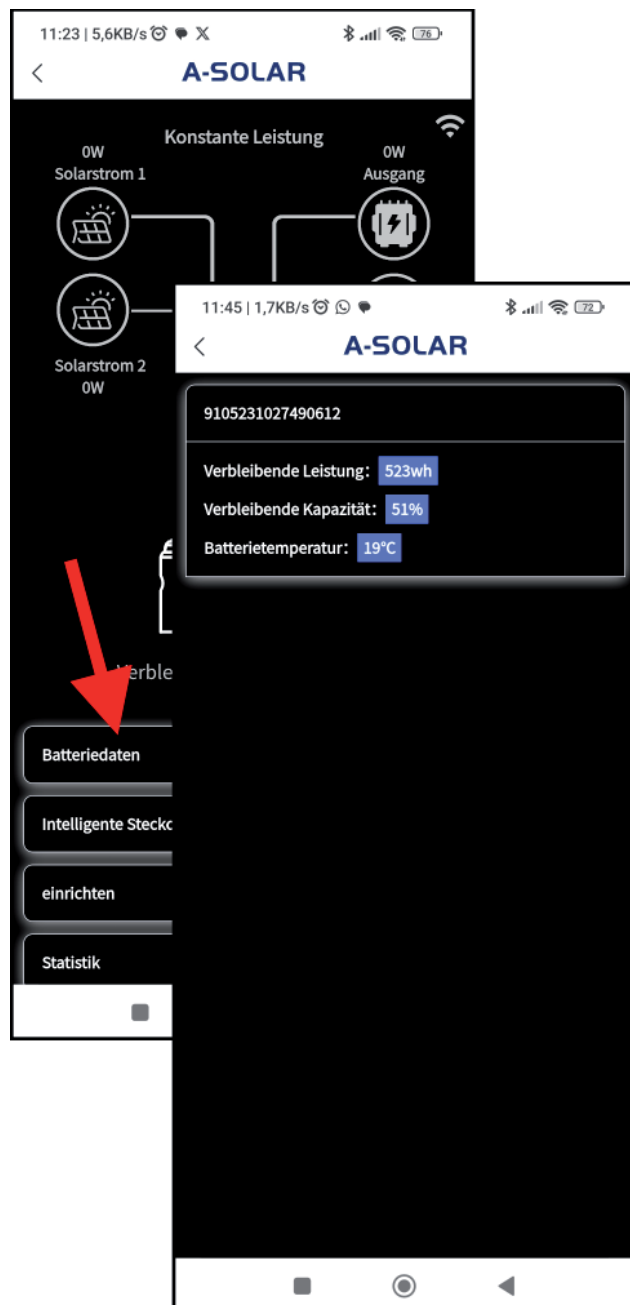 11:23 | 5,6KB/s
76
A-SOLAR
Konstante Leistung
0W
Solarstrom 1
0W
Ausgang
Solarstrom 2
0W
Batteriedaten
Intelligente
einrichten
Statistik
11:45 | 1,7KB/s
72
A-SOLAR
9105231027490612
Verbleibende Leistung: 523wh
Verbleibende Kapazität: 51%
Batterietemperatur: 19°C